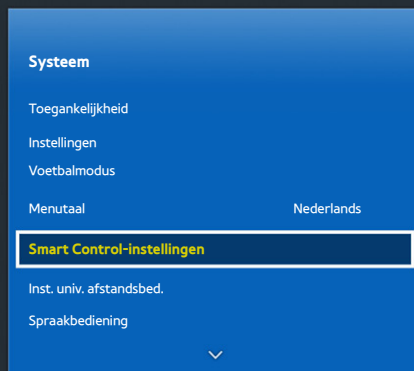 Systeem
Toegankelijkheid
Instellingen
Voetbalmodus
Menutaal Nederlands
Smart Control-instellingen
Inst. univ. afstandsbed.
Spraakbediening